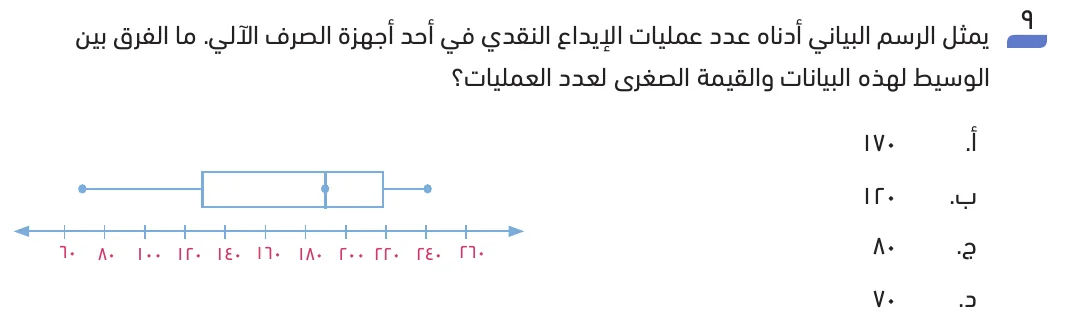 ٩
يمثل الرسم البياني أدناه عدد عمليات الإيداع النقدي في أحد أجهزة الصرف الآلي. ما الفرق بين
الوسيط لهذه البيانات والقيمة الصغرى لعدد العمليات؟
أ. ١٧٠
ب. ١٢٠
ج. ٨٠
د. ٧٠
٦٠ ٨٠ ١٠٠ ١٢٠ ١٤٠ ١٦٠ ١٨٠ ٢٠٠ ٢٢٠ ٢٤٠ ٢٦٠